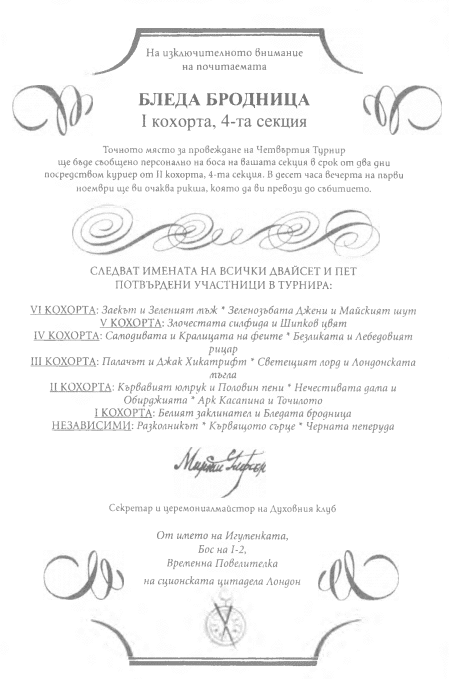 На изключителното внимание
на почитаемата
БЛЕДА БРОДНИЦА
I кохорта, 4-та секция
Точното място за провеждане на Четвъртия Турнир
ще бъде съобщено персонално на боса на вашата секция в срок от два дни
посредством куриер от II кохорта, 4-та секция. В десет часа вечерта на първи
ноември ще ви очаква рикша, която да ви превози до събитието.
СЛЕДВАТ ИМЕНАТА НА ВСИЧКИ ДВАЙСЕТ И ПЕТ
ПОТВЪРДЕНИ УЧАСТНИЦИ В ТУРНИРА:
VI КОХОРТА: Заекът и Зеленият мъж * Зеленозъбата Джени и Майският шут
V КОХОРТА: Злочестата силфида и Шипков цвят
IV КОХОРТА: Самодивата и Кралицата на феите * Безликата и Лебедовият
рицар
III КОХОРТА: Палачът и Джак Хикатрифт * Светещият лорд и Лондонската
мъгла
II КОХОРТА: Кървавият юмрук и Половин пени * Нечестивата дама и
Обирджията * Арк Касапина и Точилото
I КОХОРТА: Белият заклинател и Бледата бродница
НЕЗАВИСИМИ: Разколникът * Кървящото сърце * Черната пеперуда
Секретар и церемониалмайстор на Духовния клуб
От името на Игуменката,
Бос на I-2,
Временна Повелителка
на сционската цитадела Лондон